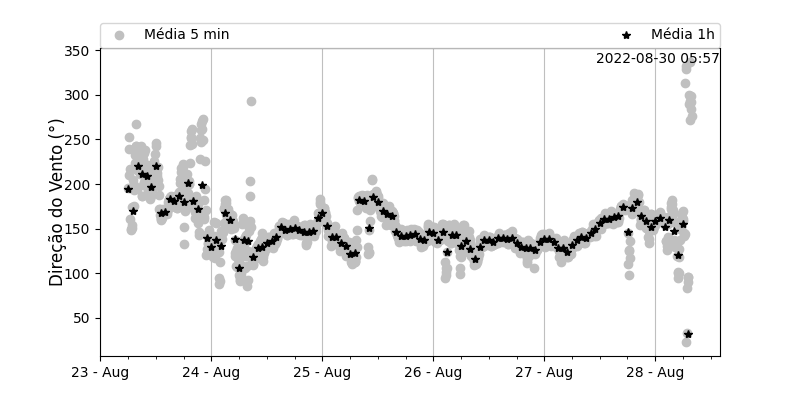 Média 5 min
Média 1h
2022-08-30 05:57
Direção do Vento (°)
350
300
250
200
150
100
50
23 - Aug
24 - Aug
25 - Aug
26 - Aug
27 - Aug
28 - Aug